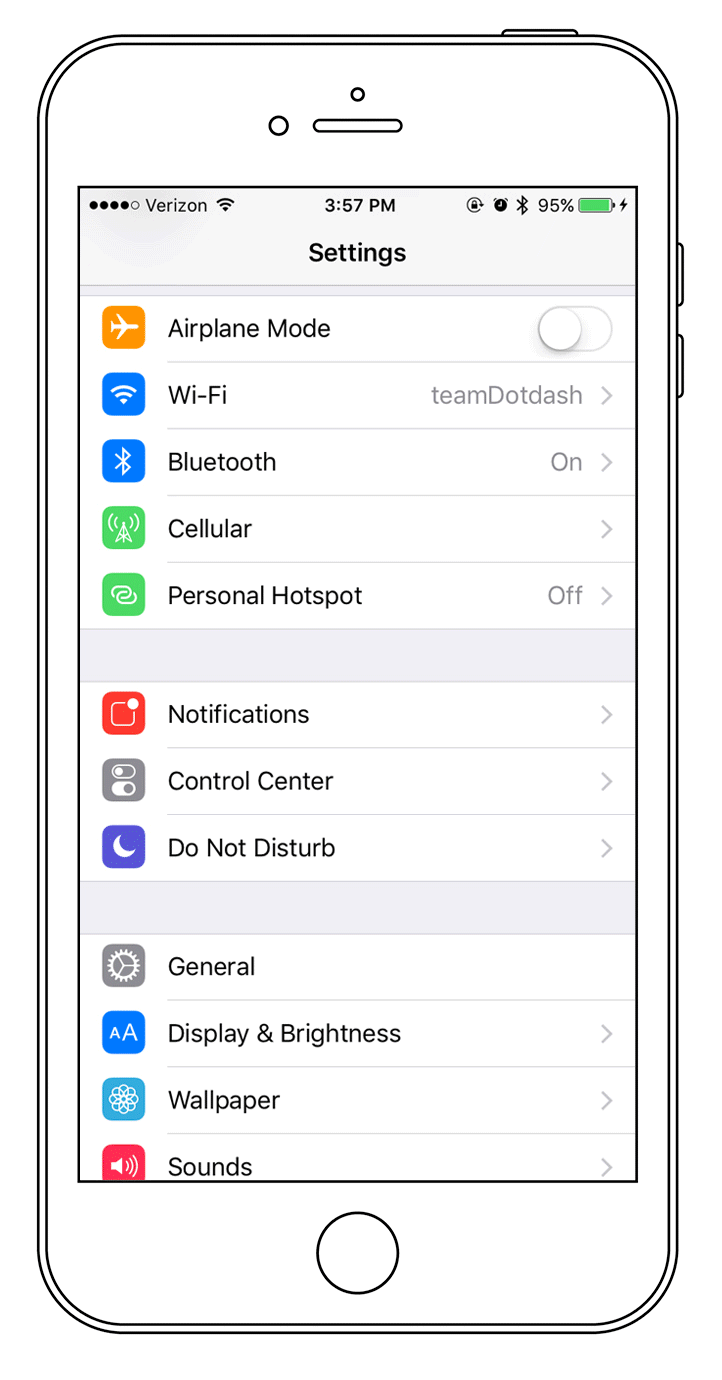 Verizon 3:57 PM 95%
Settings
Airplane Mode
Wi-Fi teamDotdash
Bluetooth On
Cellular
Personal Hotspot Off
Notifications
Control Center
Do Not Disturb
General
AA Display & Brightness
Wallpaper
Sounds